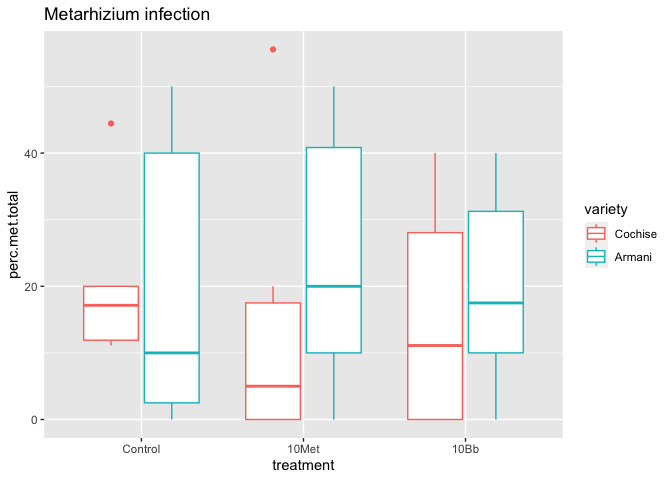 Metarhizium infection
perc.met.total
40
20
0
Control 10Met 10Bb
treatment
variety
Cochise
Armani